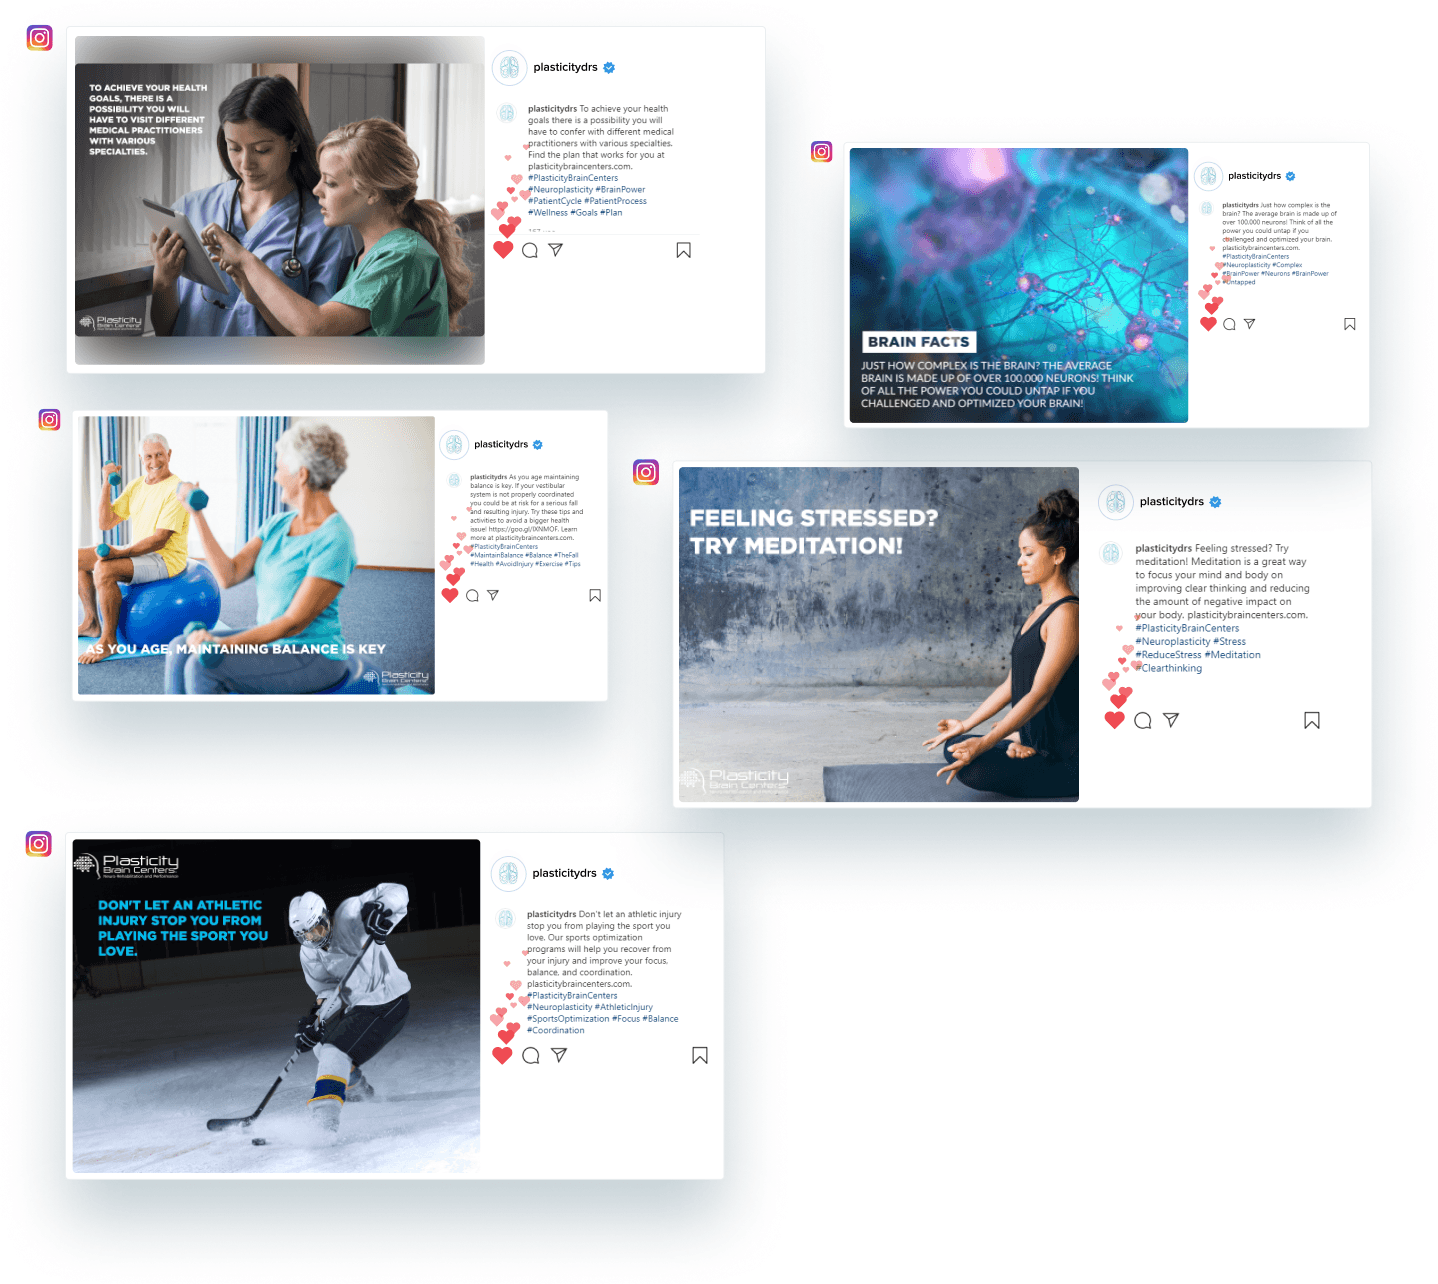 TO ACHIEVE YOUR HEALTH
GOALS, THERE IS A
POSSIBILITY YOU WILL
HAVE TO VISIT DIFFERENT
MEDICAL PRACTITIONERS
WITH VARIOUS
SPECIALTIES.
Plasticity
Brain Centers
plasticitydrs
plasticitydrs To achieve your health
goals there is a possibility you will
have to confer with different medical
practitioners with various specialties.
Find the plan that works for you at
plasticitybraincenters.com.
#PlasticityBrainCenters
#Neuroplasticity #BrainPower
#PatientCycle #PatientProcess
#Wellness #Goals #Plan
BRAIN FACTS
JUST HOW COMPLEX IS THE BRAIN? THE AVERAGE
BRAIN IS MADE UP OF OVER 100,000 NEURONS! THINK
OF ALL THE POWER YOU COULD UNTAP IF YOU
CHALLENGED AND OPTIMIZED YOUR BRAIN!
plasticitydrs
plasticitydrs Just how complex is the
brain? The average brain is made up of
over 100,000 neurons! Think of all the
power you could untap if you
challenged and optimized your brain.
plasticitybraincenters.com.
#PlasticityBrainCenters
#Neuroplasticity #Complex
#BrainPower #Neurons #BrainPower
#Untapped
AS YOU AGE, MAINTAINING BALANCE IS KEY
Plasticity
Brain Centers
plasticitydrs
plasticitydrs As you age maintaining
balance is key. If your vestibular
system is not properly coordinated
you could be at risk for a serious fall
and resulting injury. Try these tips and
activities to avoid a bigger health
issue! https://goo.gl/IXNMOF. Learn
more at plasticitybraincenters.com.
#PlasticityBrainCenters
#MaintainBalance #Balance #TheFall
#Health #AvoidInjury #Exercise #Tips
FEELING STRESSED?
TRY MEDITATION!
Plasticity
Brain Centers
plasticitydrs
plasticitydrs Feeling stressed? Try
meditation! Meditation is a great way
to focus your mind and body on
improving clear thinking and reducing
the amount of negative impact on
your body. plasticitybraincenters.com.
#PlasticityBrainCenters
#Neuroplasticity #Stress
#ReduceStress #Meditation
#Clearthinking
Plasticity
Brain Centers
Neuro Rehabilitation and Performance
DON'T LET AN ATHLETIC
INJURY STOP YOU FROM
PLAYING THE SPORT YOU
LOVE.
plasticitydrs
plasticitydrs Don't let an athletic injury
stop you from playing the sport you
love. Our sports optimization
programs will help you recover from
your injury and improve your focus,
balance, and coordination.
plasticitybraincenters.com.
#PlasticityBrainCenters
#Neuroplasticity #AthleticInjury
#SportsOptimization #Focus #Balance
#Coordination